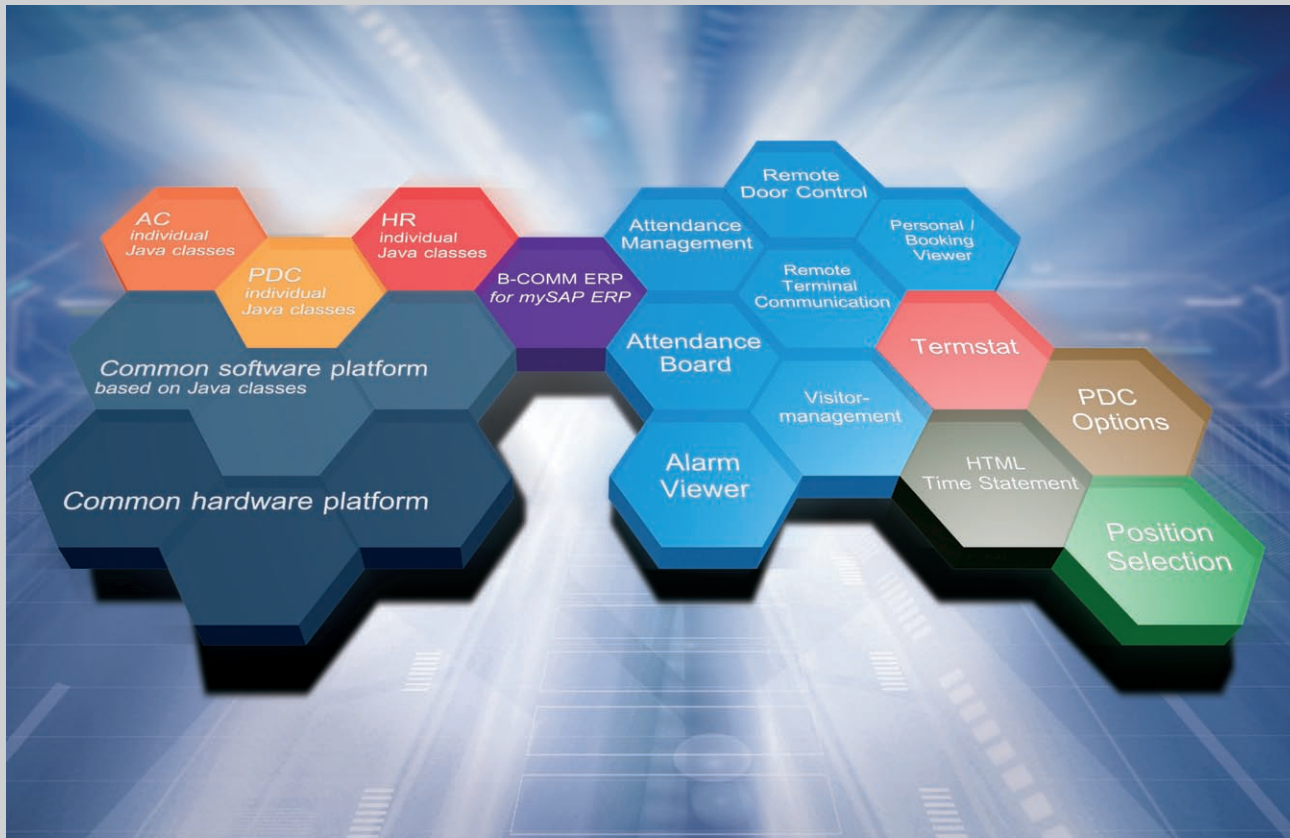 AC
individual
Java classes
PDC
individual
Java classes
HR
individual
Java classes
B-COMM ERP
for mySAP ERP
Common software platform
based on Java classes
Common hardware platform
Remote
Door Control
Attendance
Management
Personal /
Booking
Viewer
Remote
Terminal
Communication
Attendance
Board
Termstat
Visitor-
management
PDC
Options
Alarm
Viewer
HTML
Time Statement
Position
Selection